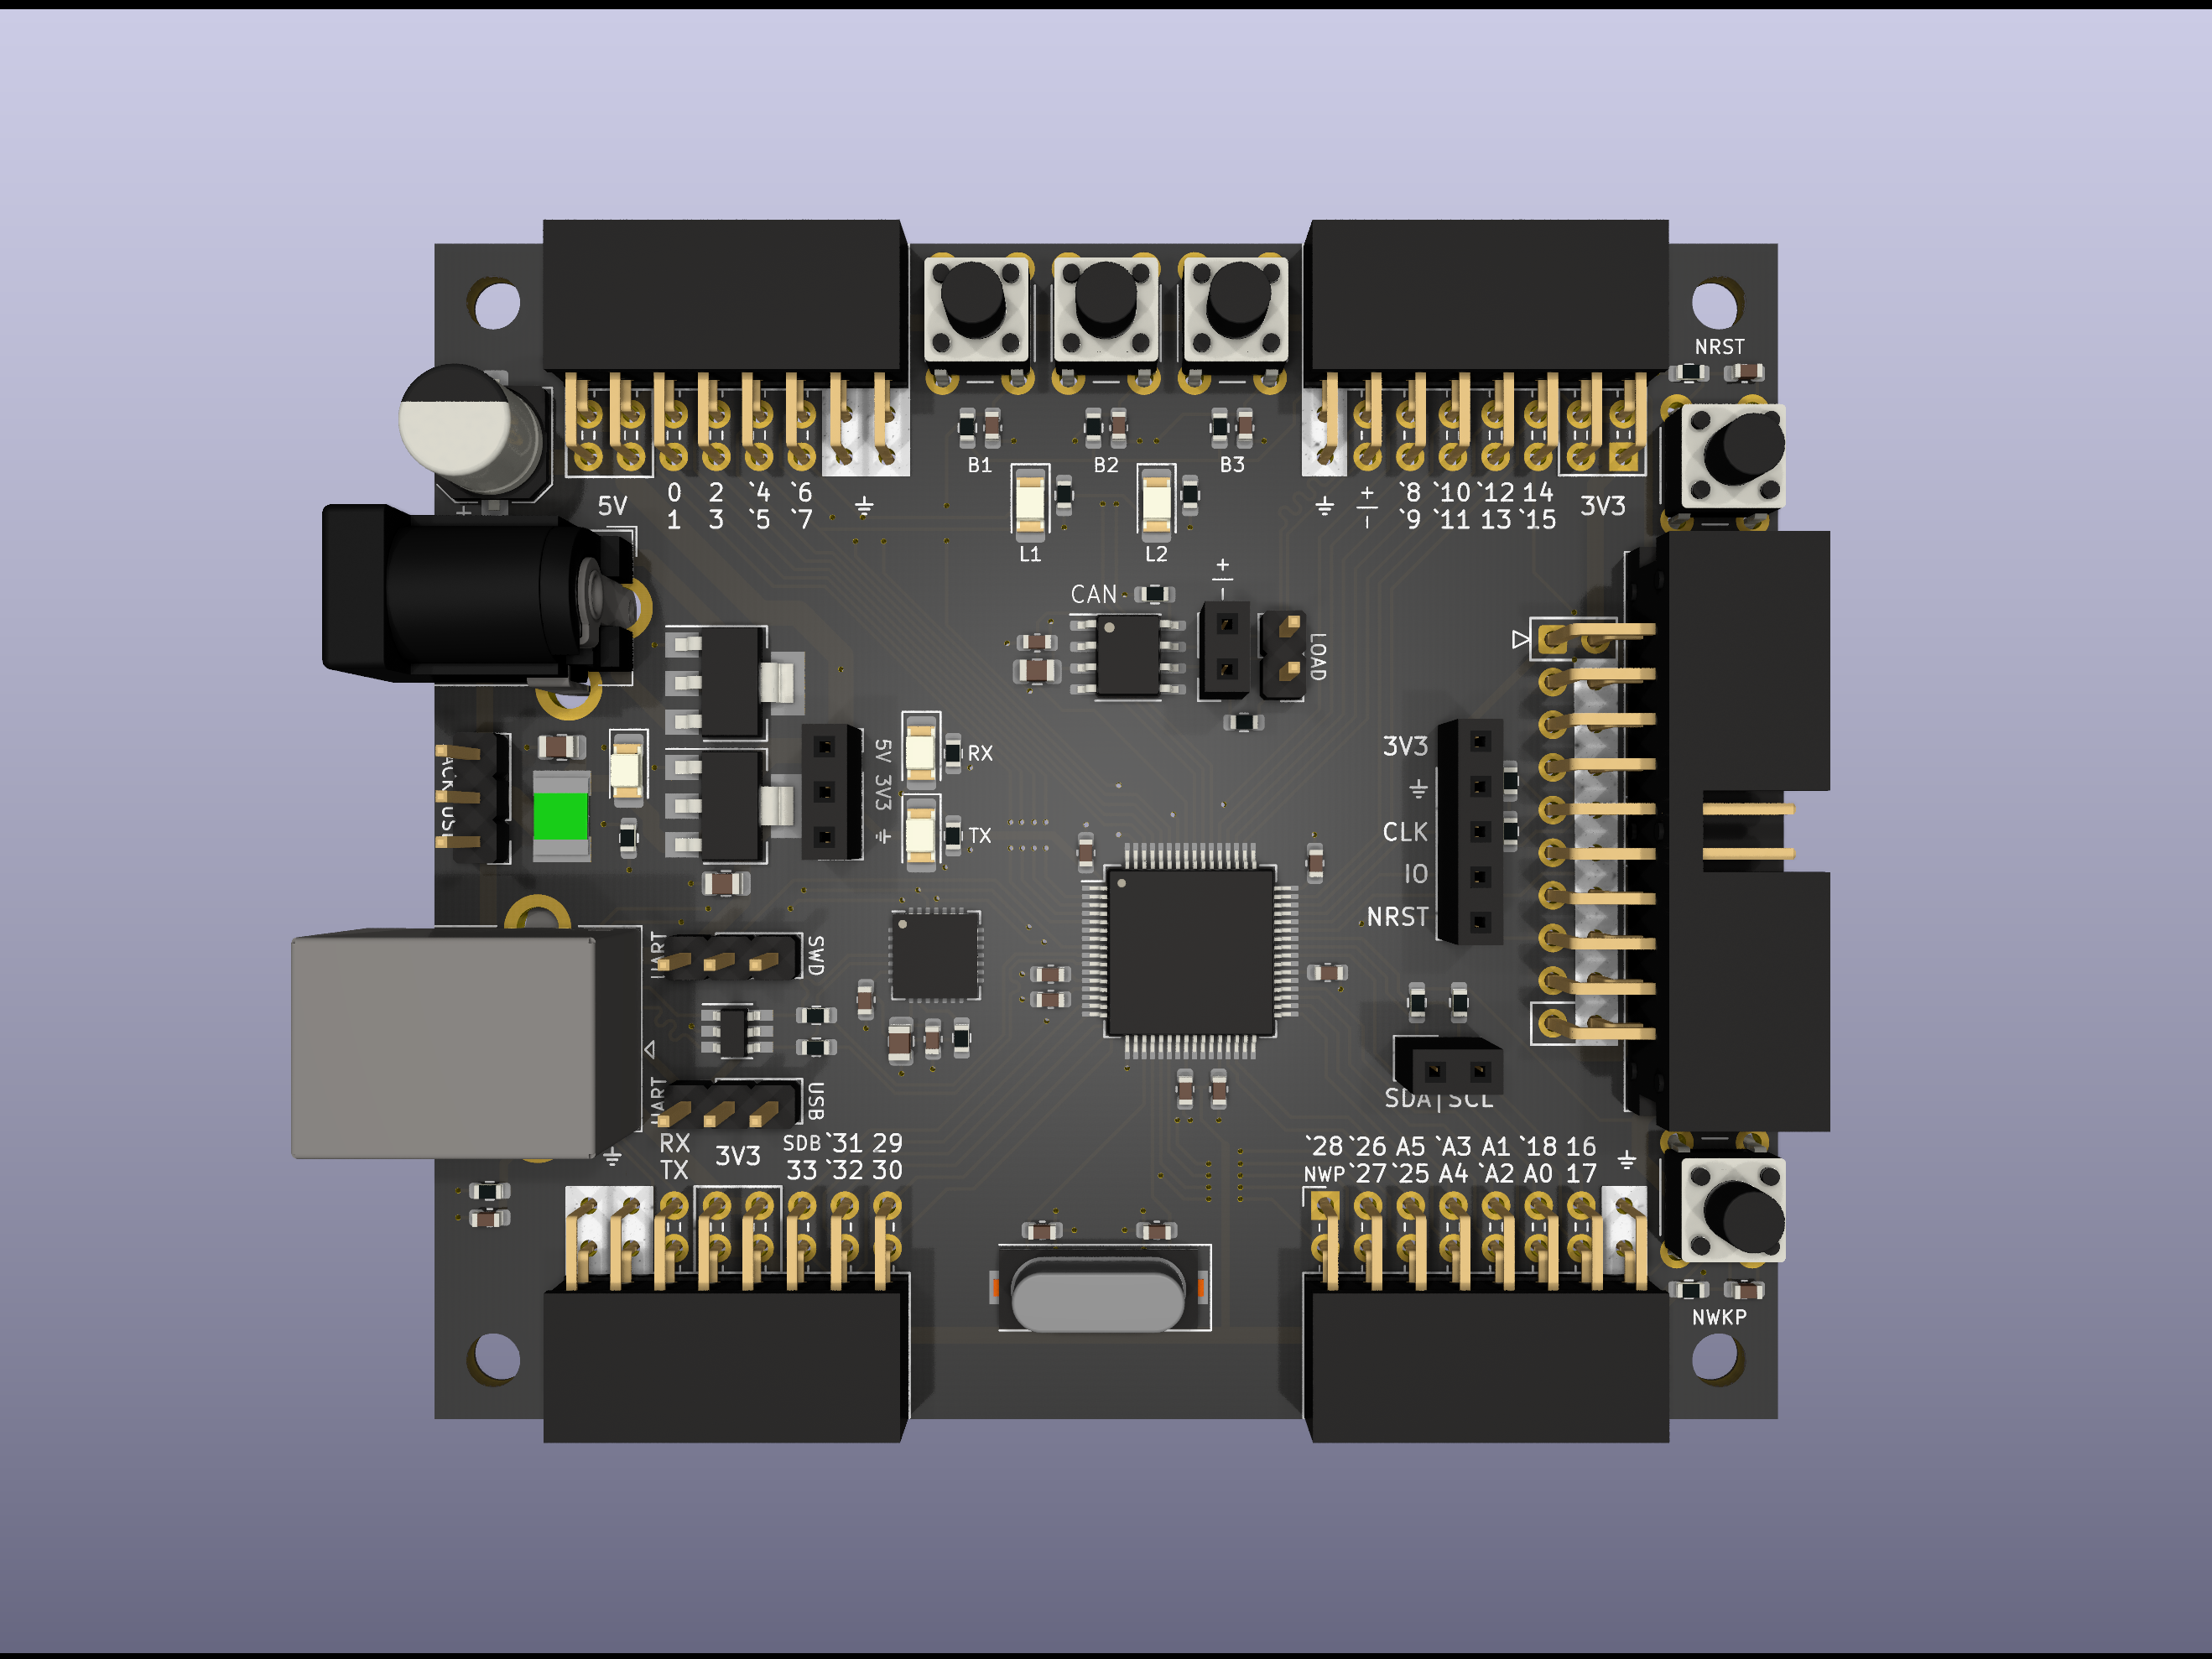 NRST
B1 B2 B3
5V
0 2 `4 `6
1 3 `5 `7
+
-
`8 `10 `12 14
`9 `11 13 `15
3V3
L1 L2
+
-
CAN
LOAD
5V 3V3
RX
TX
3V3
CLK
IO
NRST
UART
SWD
UART
USB
SDA|SCL
RX
TX
3V3
SDB `31 29
33 `32 30
`28 `26 A5 `A3 A1 `18 16
NWP `27 `25 A4 `A2 A0 17
NWKP